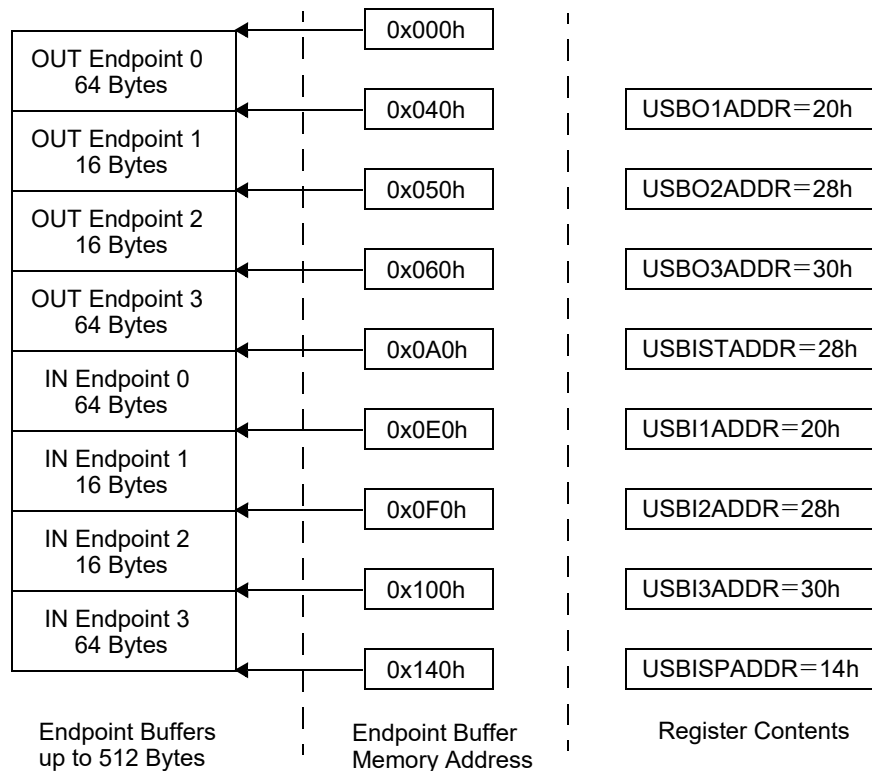 0x000h
OUT Endpoint 0
64 Bytes
0x040h
USBO1ADDR=20h
OUT Endpoint 1
16 Bytes
0x050h
USBO2ADDR=28h
OUT Endpoint 2
16 Bytes
0x060h
USBO3ADDR=30h
OUT Endpoint 3
64 Bytes
0x0A0h
USBISTADDR=28h
IN Endpoint 0
64 Bytes
0x0E0h
USBI1ADDR=20h
IN Endpoint 1
16 Bytes
0x0F0h
USBI2ADDR=28h
IN Endpoint 2
16 Bytes
0x100h
USBI3ADDR=30h
IN Endpoint 3
64 Bytes
0x140h
USBISPADDR=14h
Endpoint Buffers
up to 512 Bytes
Endpoint Buffer
Memory Address
Register Contents